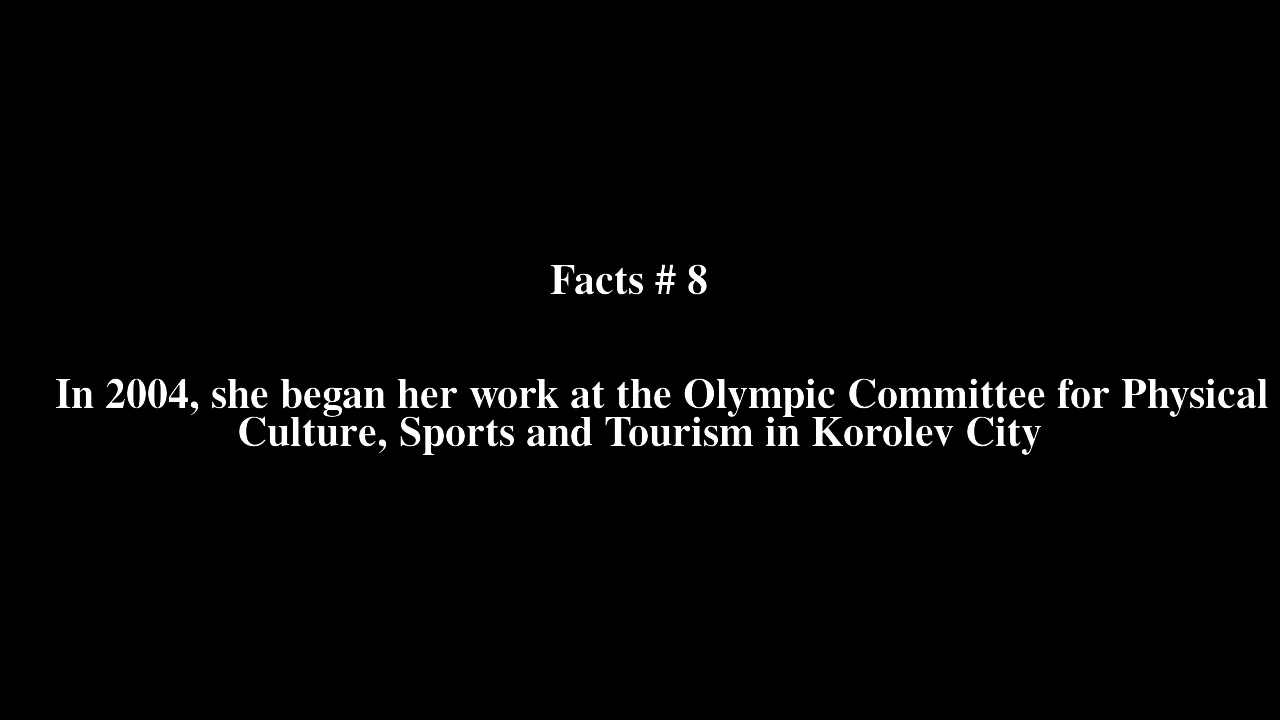 Facts # 8
In 2004, she began her work at the Olympic Committee for Physical
Culture, Sports and Tourism in Korolev City